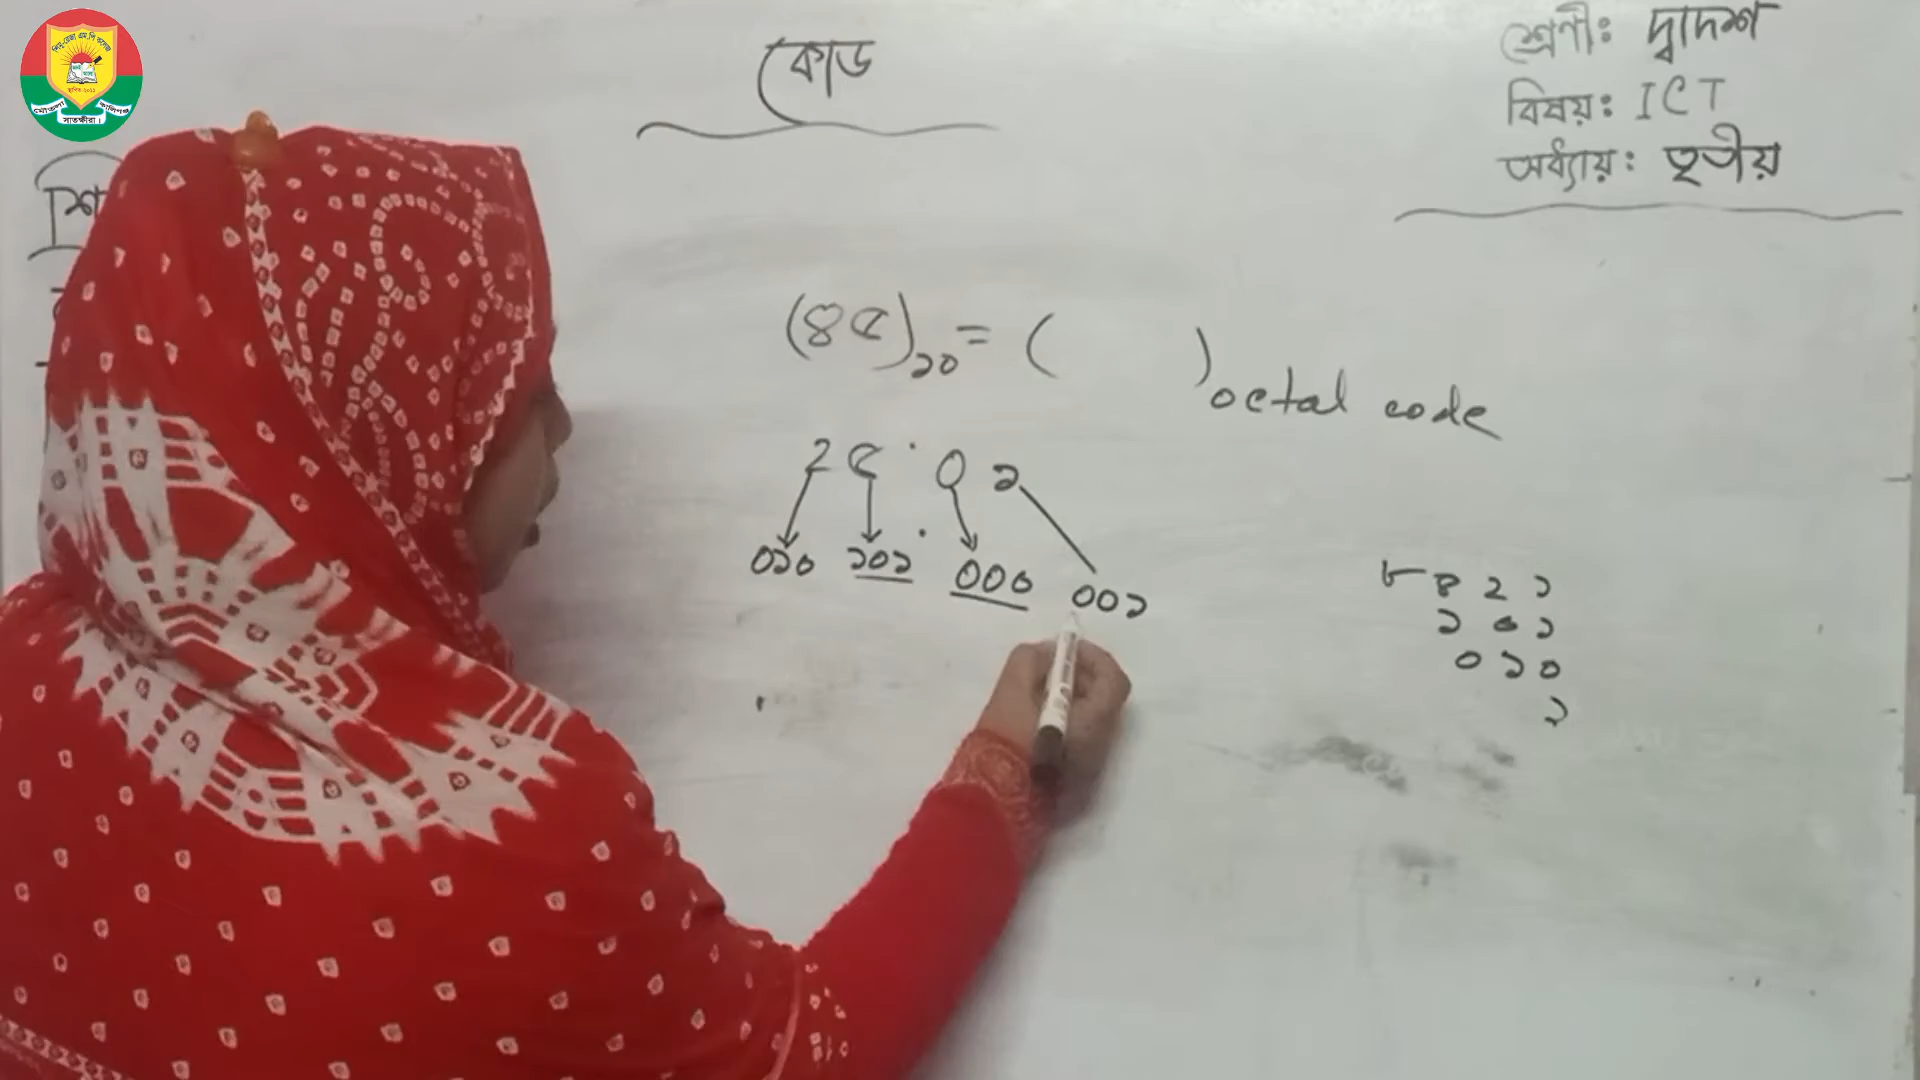 কোড
শ্রেণী: দ্বাদশ
বিষয়: ICT
অধ্যায়: তৃতীয়
শি
(৪৫)১০ = ( ) octal code
২৫.০১
০১০ ১০১ . ০০০ ০০১
৮ ৪ ২ ১
১ ০ ১
০ ১ ০
১
সাতক্ষীরা।